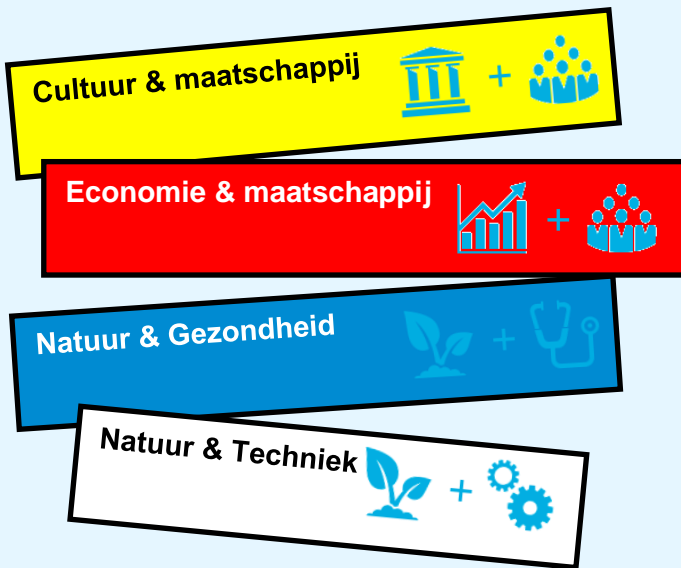 Cultuur & maatschappij
+
Economie & maatschappij
+
Natuur & Gezondheid
+
Natuur & Techniek
+